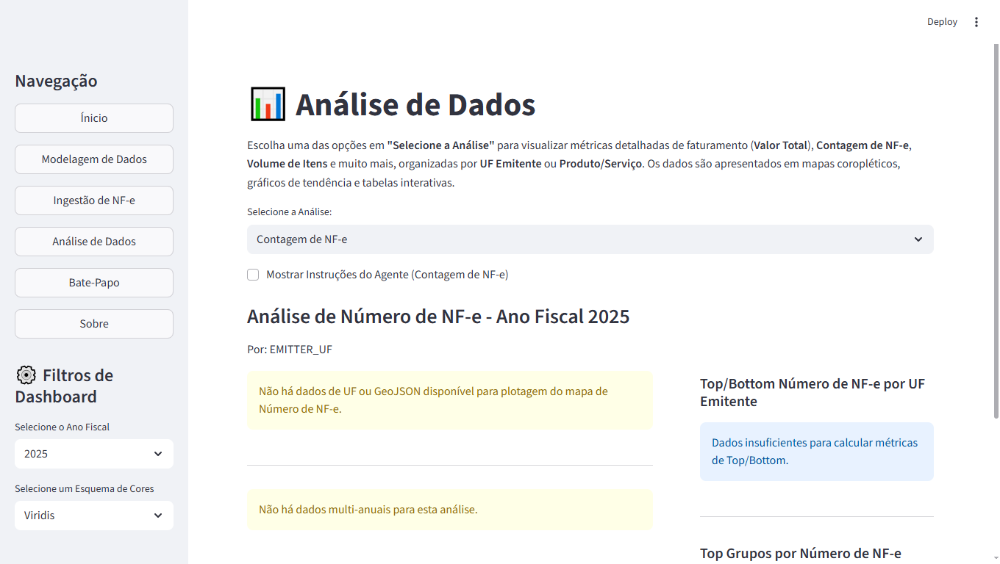 Deploy
Navegação
Ínicio
Modelagem de Dados
Ingestão de NF-e
Análise de Dados
Bate-Papo
Sobre
Filtros de
Dashboard
Selecione o Ano Fiscal
2025
Selecione um Esquema de Cores
Viridis
Análise de Dados
Escolha uma das opções em "Selecione a Análise" para visualizar métricas detalhadas de faturamento (Valor Total), Contagem de NF-e,
Volume de Itens e muito mais, organizadas por UF Emitente ou Produto/Serviço. Os dados são apresentados em mapas coropléticos,
gráficos de tendência e tabelas interativas.
Selecione a Análise:
Contagem de NF-e
Mostrar Instruções do Agente (Contagem de NF-e)
Análise de Número de NF-e - Ano Fiscal 2025
Por: EMITTER_UF
Não há dados de UF ou GeoJSON disponível para plotagem do mapa de
Número de NF-e.
Não há dados multi-anuais para esta análise.
Top/Bottom Número de NF-e por UF
Emitente
Dados insuficientes para calcular métricas
de Top/Bottom.
Top Grupos por Número de NF-e